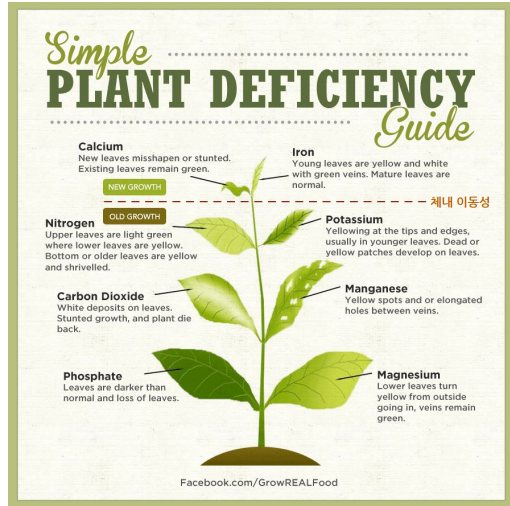 Simple
PLANT DEFICIENCY
Guide
Calcium
New leaves misshapen or stunted.
Existing leaves remain green.
Iron
Young leaves are yellow and white
with green veins. Mature leaves are
normal.
NEW GROWTH
체내 이동성
OLD GROWTH
Nitrogen
Upper leaves are light green
where lower leaves are yellow.
Bottom or older leaves are yellow
and shrivelled.
Potassium
Yellowing at the tips and edges,
usually in younger leaves. Dead or
yellow patches develop on leaves.
Carbon Dioxide
White deposits on leaves.
Stunted growth, and plant die
back.
Manganese
Yellow spots and or elongated
holes between veins.
Phosphate
Leaves are darker than
normal and loss of leaves.
Magnesium
Lower leaves turn
yellow from outside
going in, veins remain
green.
Facebook.com/GrowREALFood